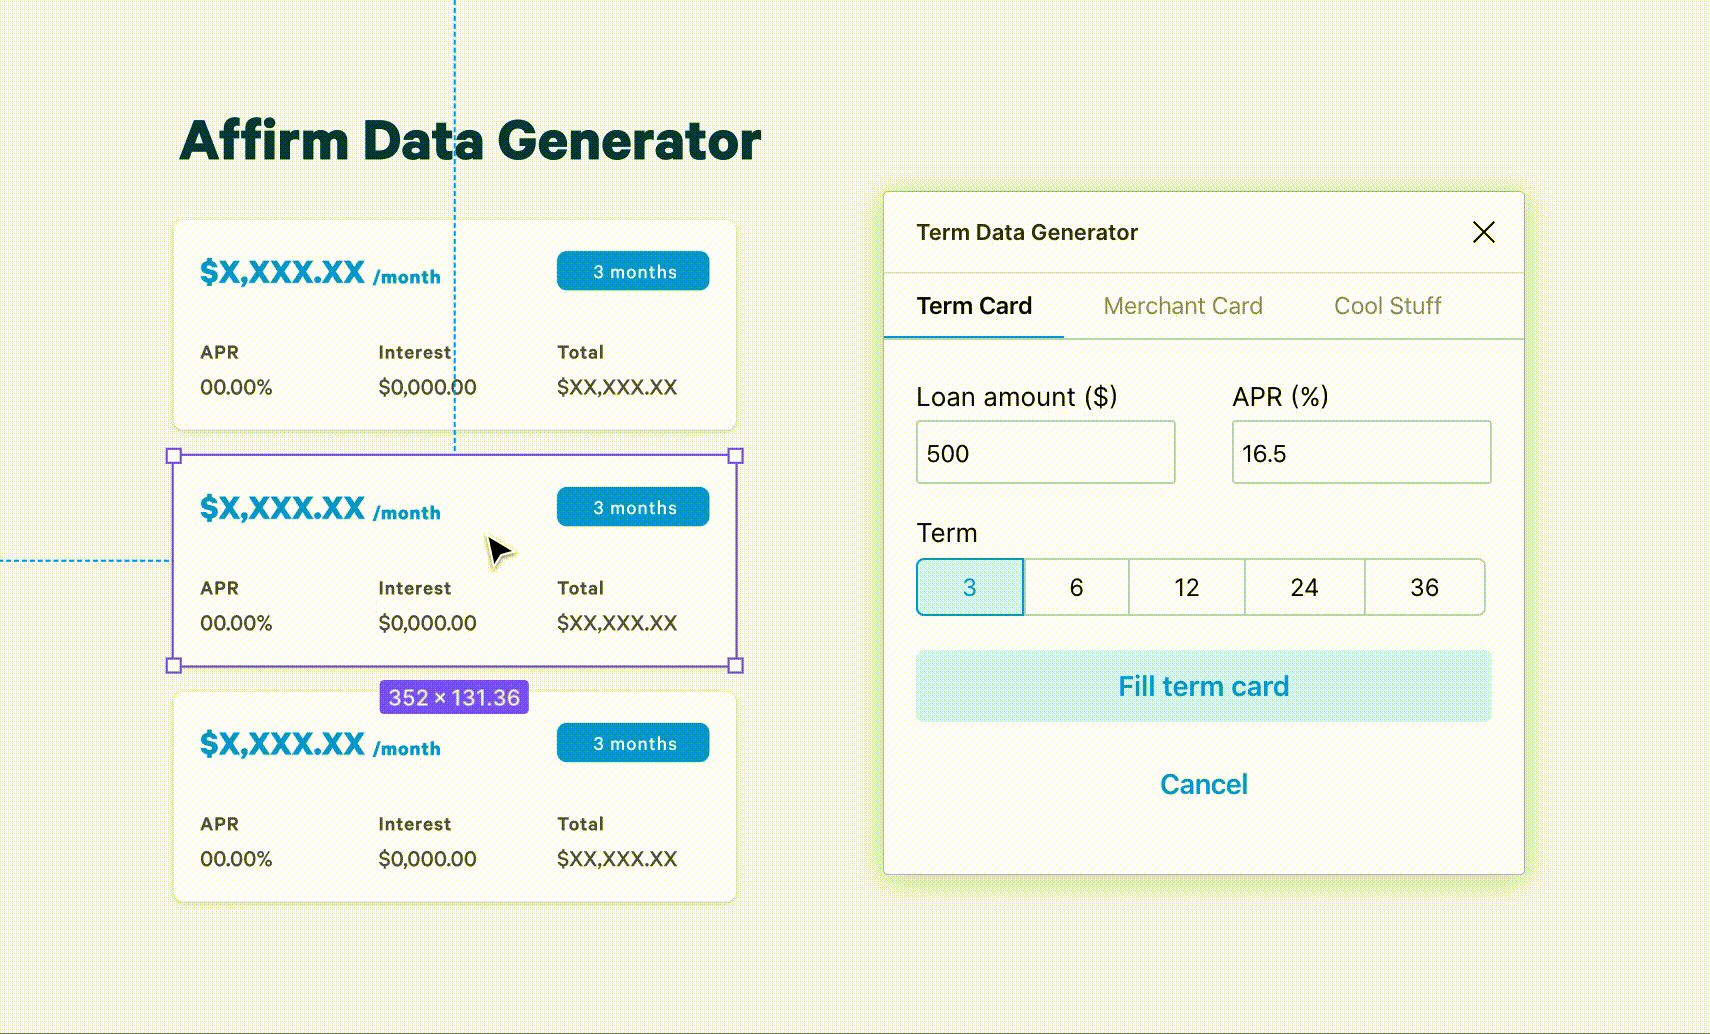 Affirm Data Generator
$X,XXX.XX /month
3 months
APR Interest Total
00.00% $0,000.00 $XX,XXX.XX
$X,XXX.XX /month
3 months
APR Interest Total
00.00% $0,000.00 $XX,XXX.XX
352 × 131.36
$X,XXX.XX /month
3 months
APR Interest Total
00.00% $0,000.00 $XX,XXX.XX
Term Data Generator
Term Card Merchant Card Cool Stuff
Loan amount ($) APR (%)
500 16.5
Term
3 6 12 24 36
Fill term card
Cancel